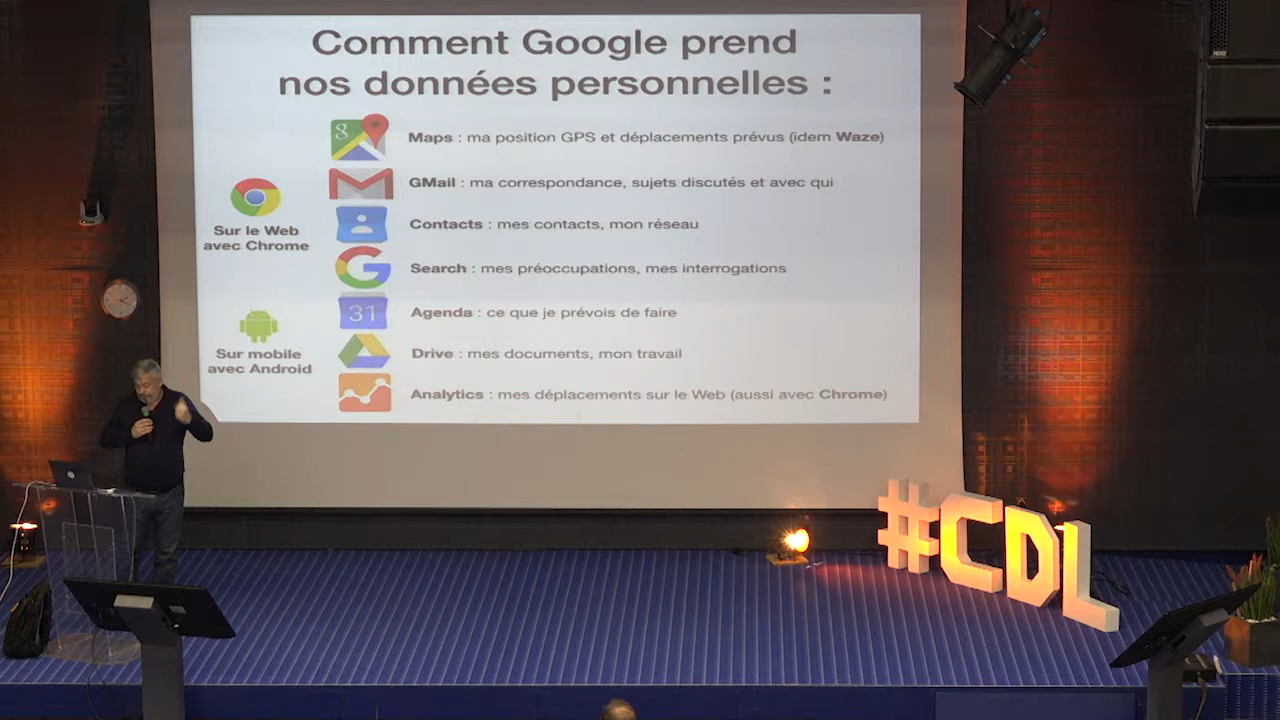 Comment Google prend
nos données personnelles :
Maps : ma position GPS et déplacements prévus (idem Waze)
GMail : ma correspondance, sujets discutés et avec qui
Sur le Web
avec Chrome
Contacts : mes contacts, mon réseau
Search : mes préoccupations, mes interrogations
31
Agenda : ce que je prévois de faire
Sur mobile
avec Android
Drive : mes documents, mon travail
Analytics : mes déplacements sur le Web (aussi avec Chrome)
#CDL